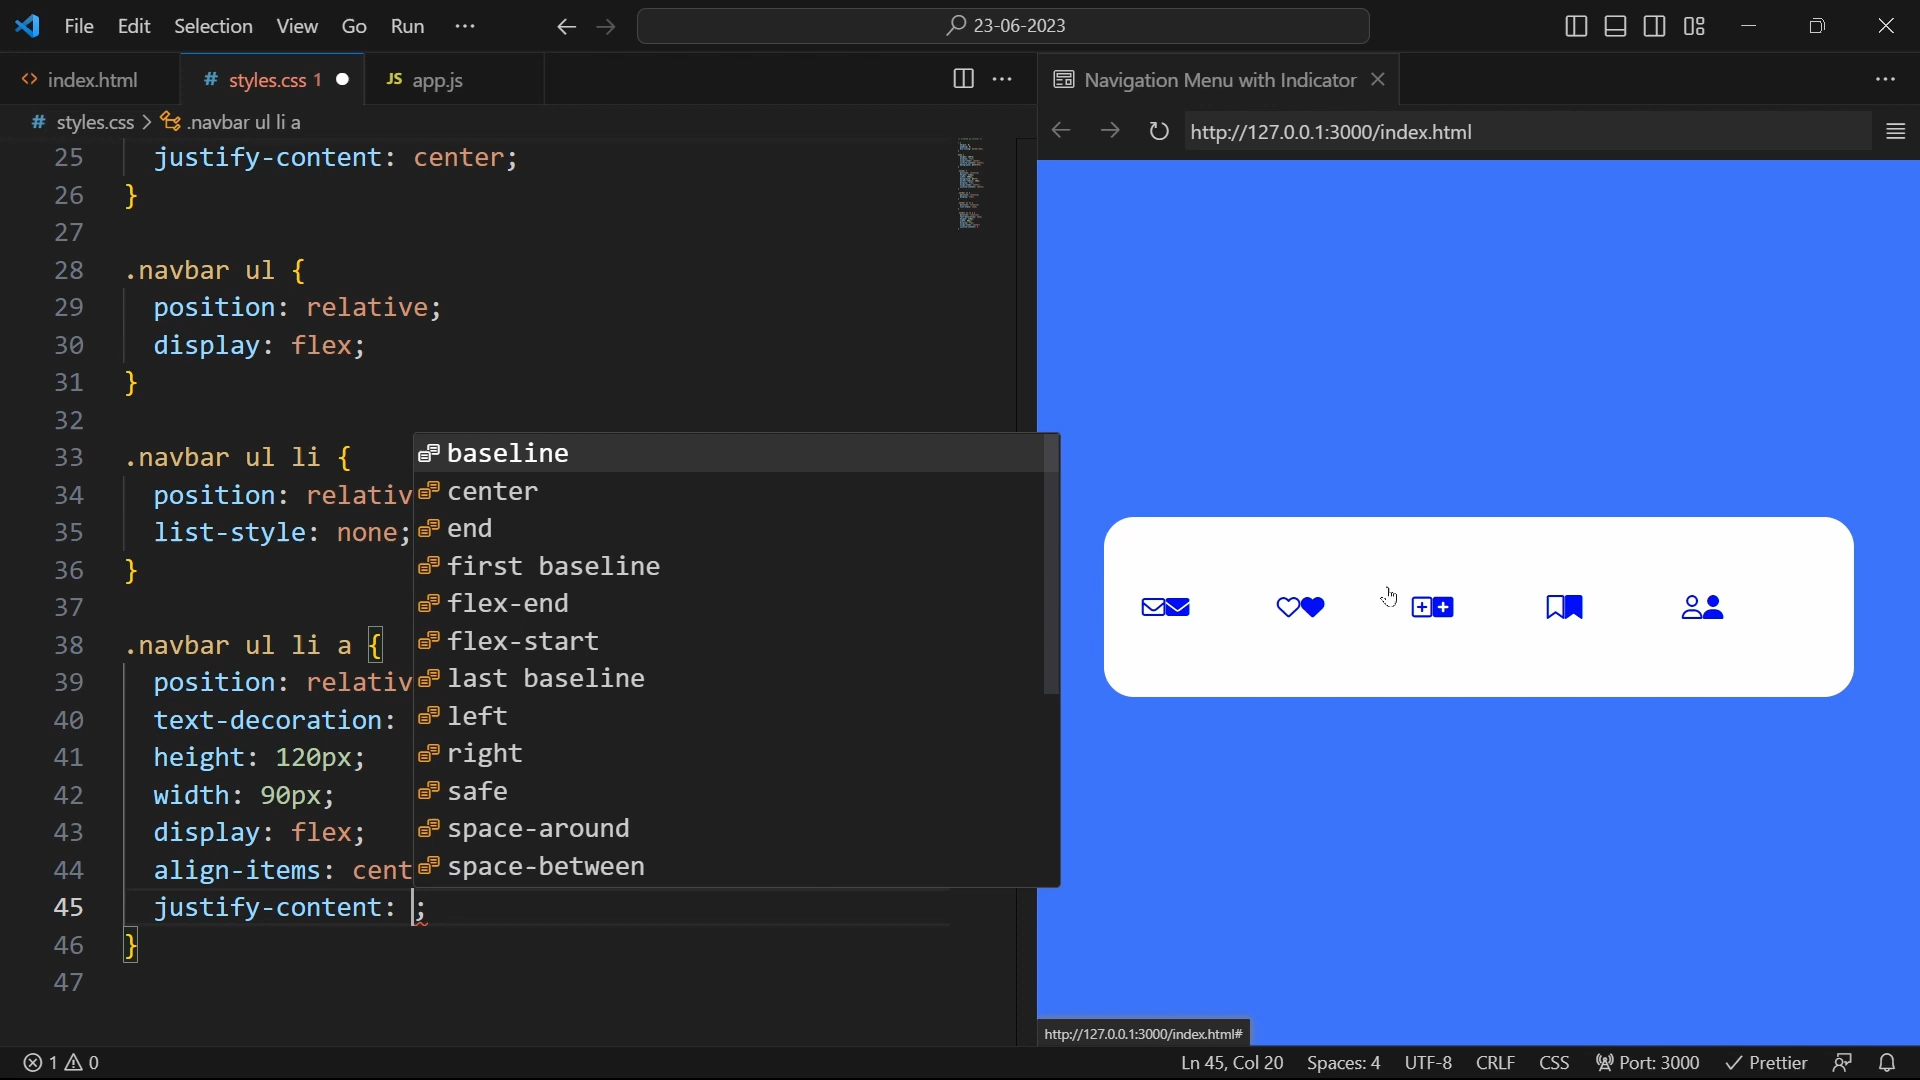 File Edit Selection View Go Run ··· 23-06-2023
index.html # styles.css 1 JS app.js
Navigation Menu with Indicator
# styles.css > .navbar ul li a
http://127.0.0.1:3000/index.html
25 justify-content: center;
26 }
27
28 .navbar ul {
29 position: relative;
30 display: flex;
31 }
32
33 .navbar ul li {
34 position: relativ
35 list-style: none;
36 }
37
38 .navbar ul li a {
39 position: relativ
40 text-decoration:
41 height: 120px;
42 width: 90px;
43 display: flex;
44 align-items: cent
45 justify-content: ;
46 }
47
baseline
center
end
first baseline
flex-end
flex-start
last baseline
left
right
safe
space-around
space-between
http://127.0.0.1:3000/index.html#
1 0 Ln 45, Col 20 Spaces: 4 UTF-8 CRLF CSS Port: 3000 Prettier